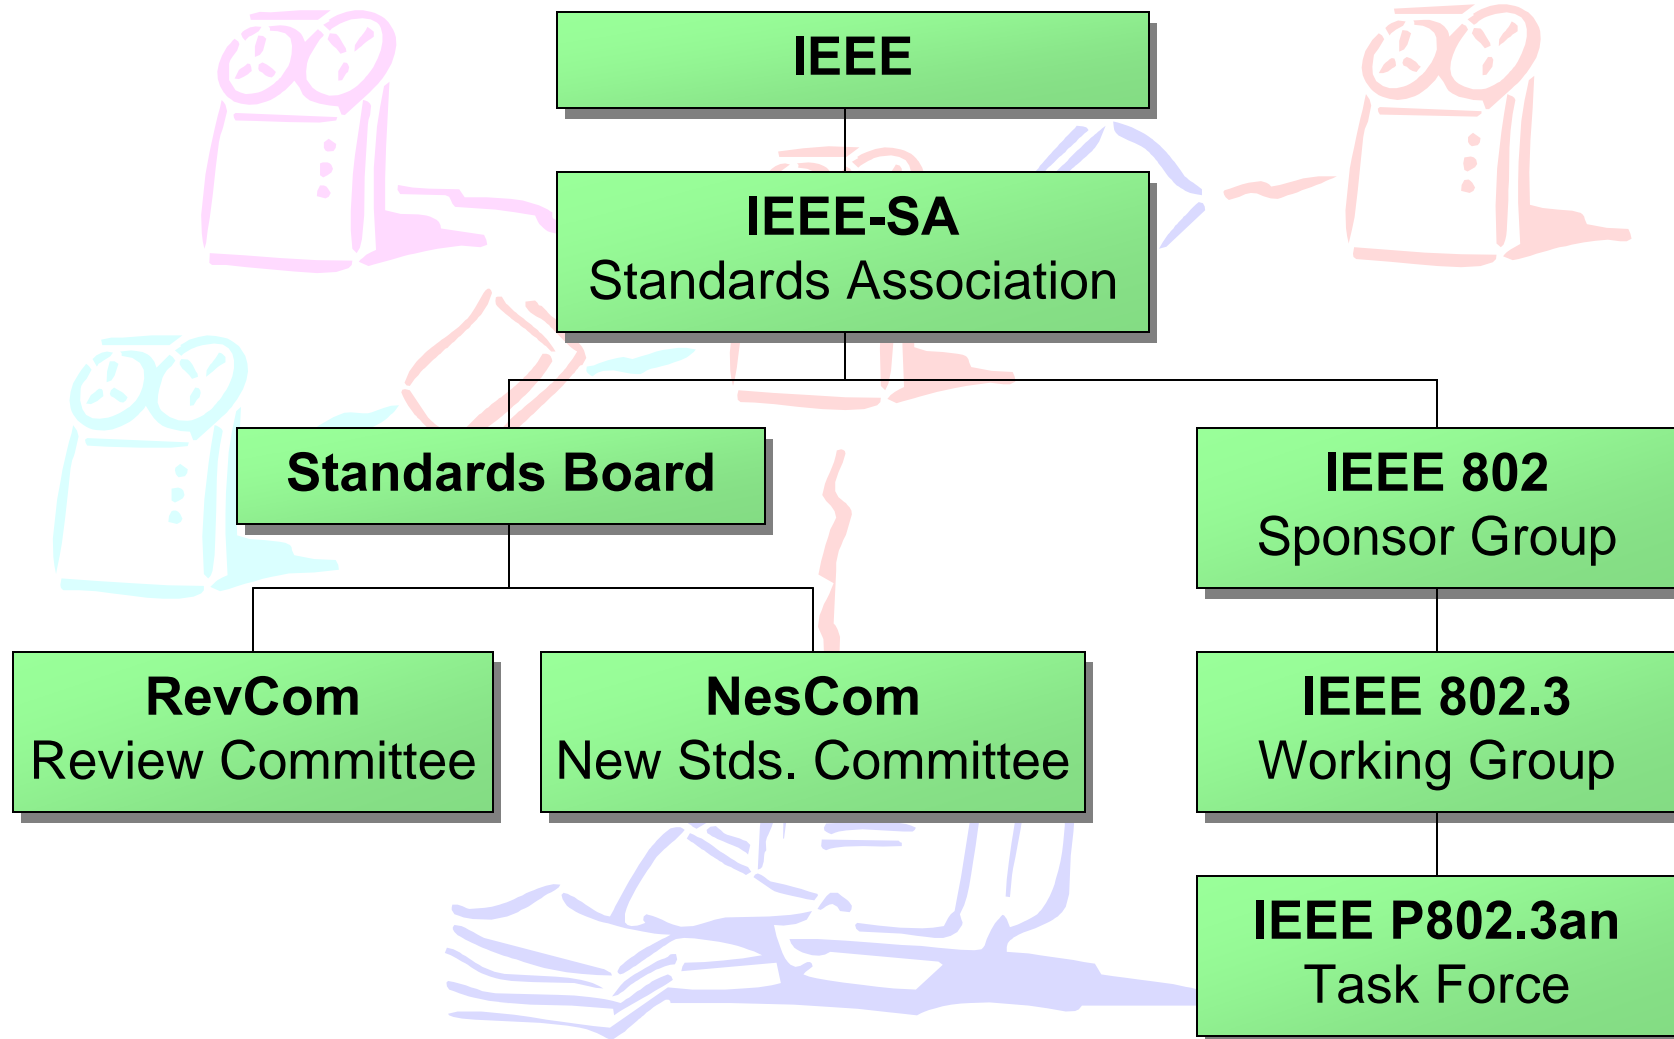 IEEE
IEEE-SA
Standards Association
Standards Board
IEEE 802
Sponsor Group
RevCom
Review Committee
NesCom
New Stds. Committee
IEEE 802.3
Working Group
IEEE P802.3an
Task Force